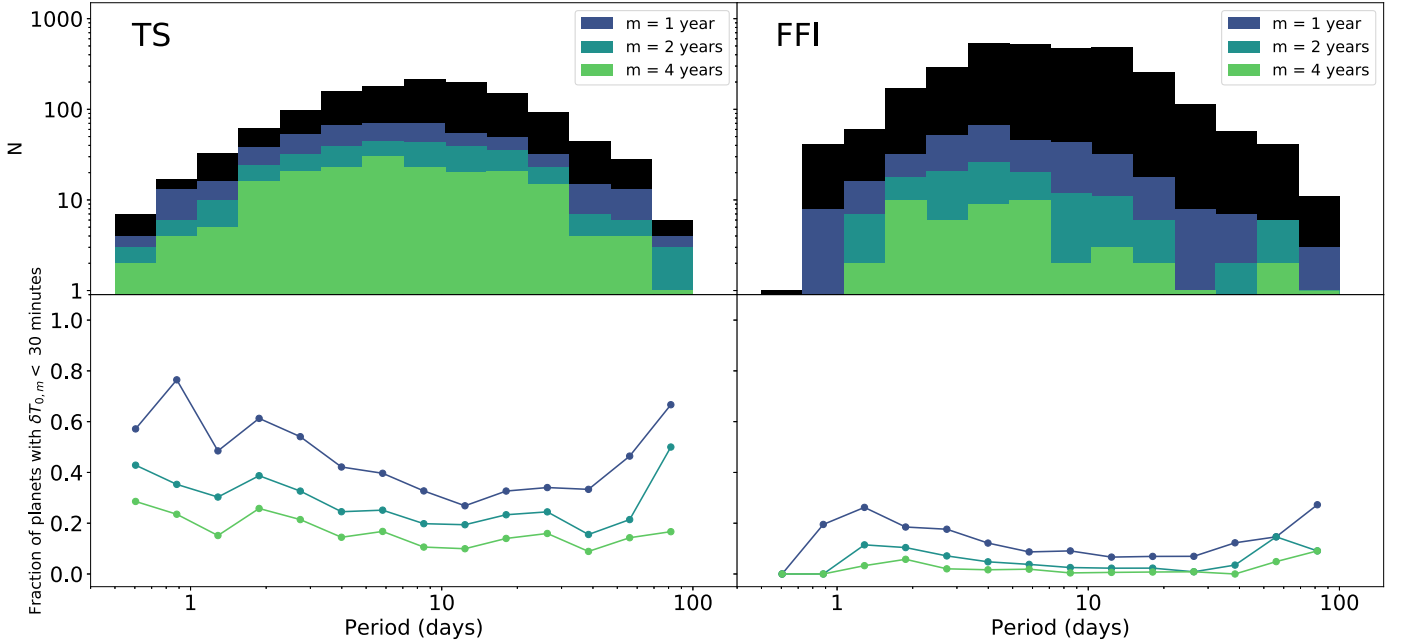 TS
m = 1 year
m = 2 years
m = 4 years
FFI
m = 1 year
m = 2 years
m = 4 years
1000
100
10
1
N
1.0
0.8
0.6
0.4
0.2
0.0
Fraction of planets with δT₀,ₘ < 30 minutes
1
10
100
Period (days)
1
10
100
Period (days)